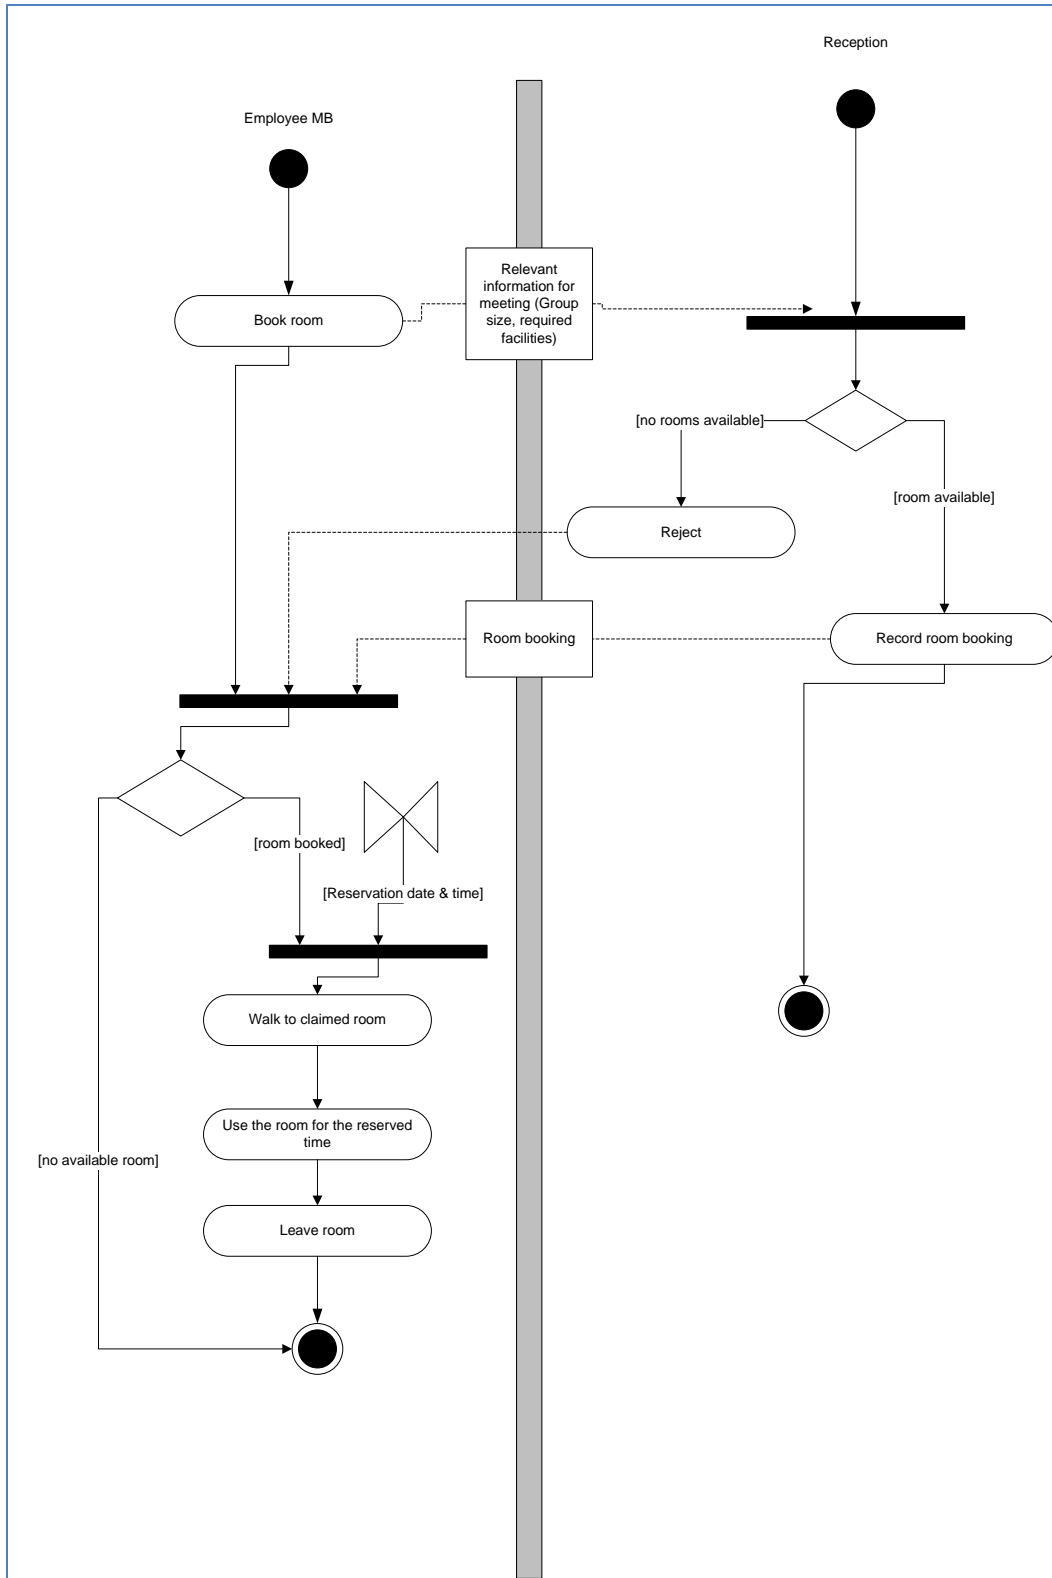 Reception
Employee MB
Relevant
information for
meeting (Group
size, required
facilities)
Book room
[no rooms available]
[room available]
Reject
Room booking
Record room booking
[room booked]
[Reservation date & time]
Walk to claimed room
Use the room for the reserved
time
[no available room]
Leave room